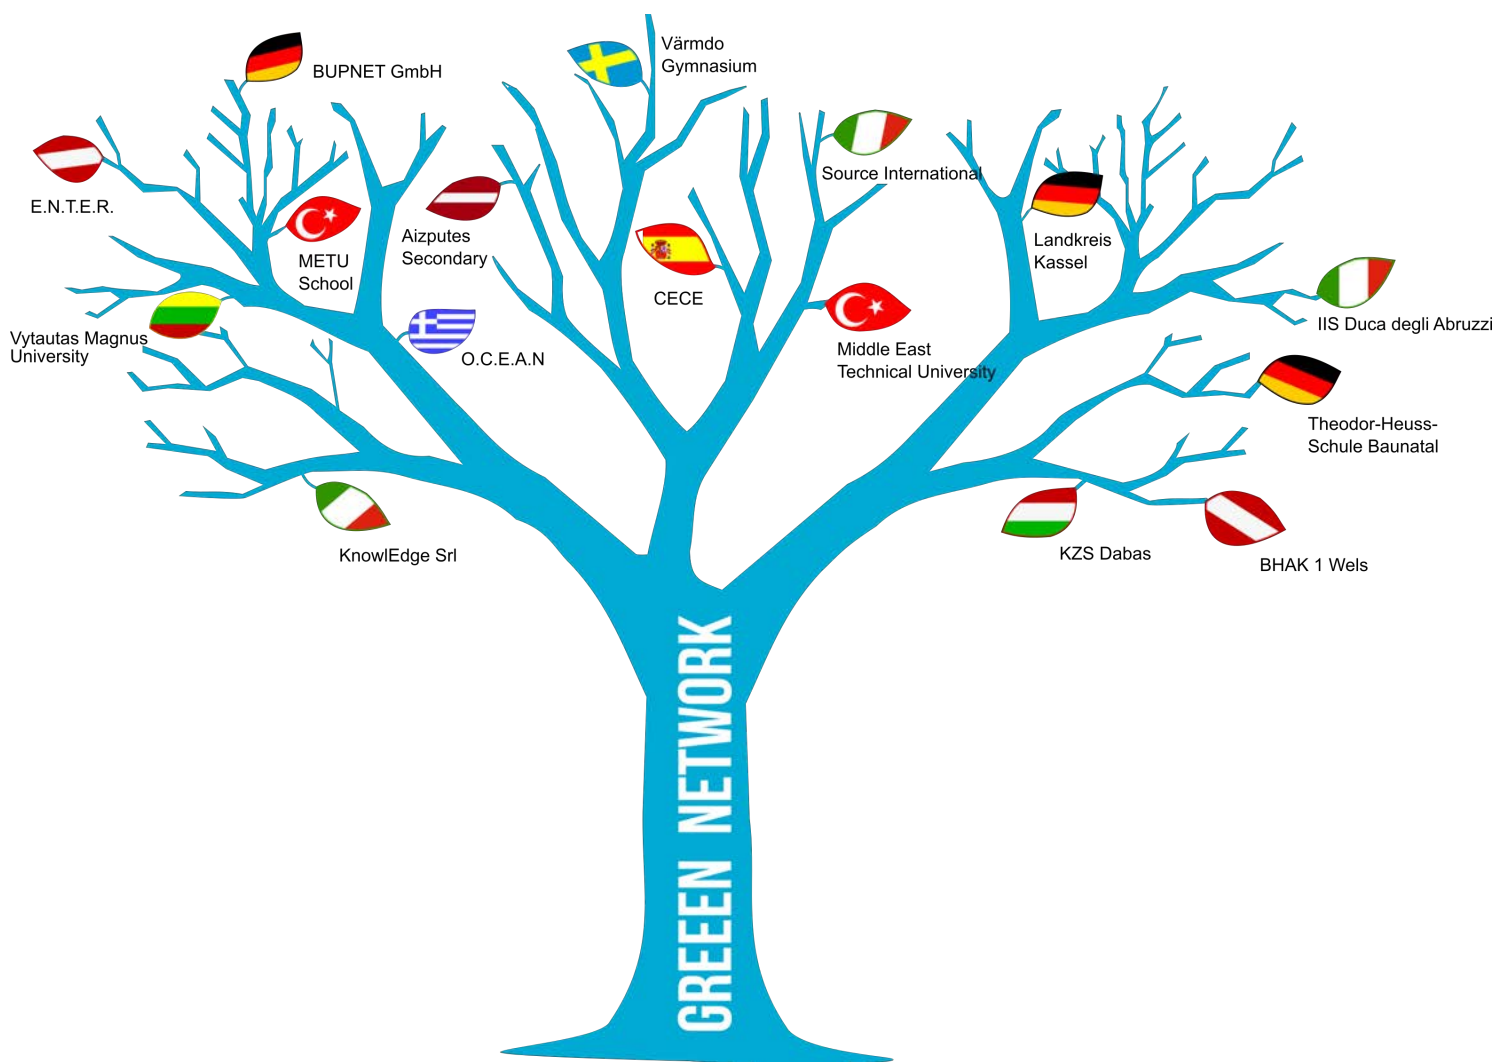 Värmdo
Gymnasium
BUPNET GmbH
Source International
E.N.T.E.R.
METU
School
Aizputes
Secondary
CECE
Landkreis
Kassel
Vytautas Magnus
University
O.C.E.A.N
Middle East
Technical University
IIS Duca degli Abruzzi
Theodor-Heuss-
Schule Baunatal
KnowlEdge Srl
KZS Dabas
BHAK 1 Wels
GREEEN NETWORK